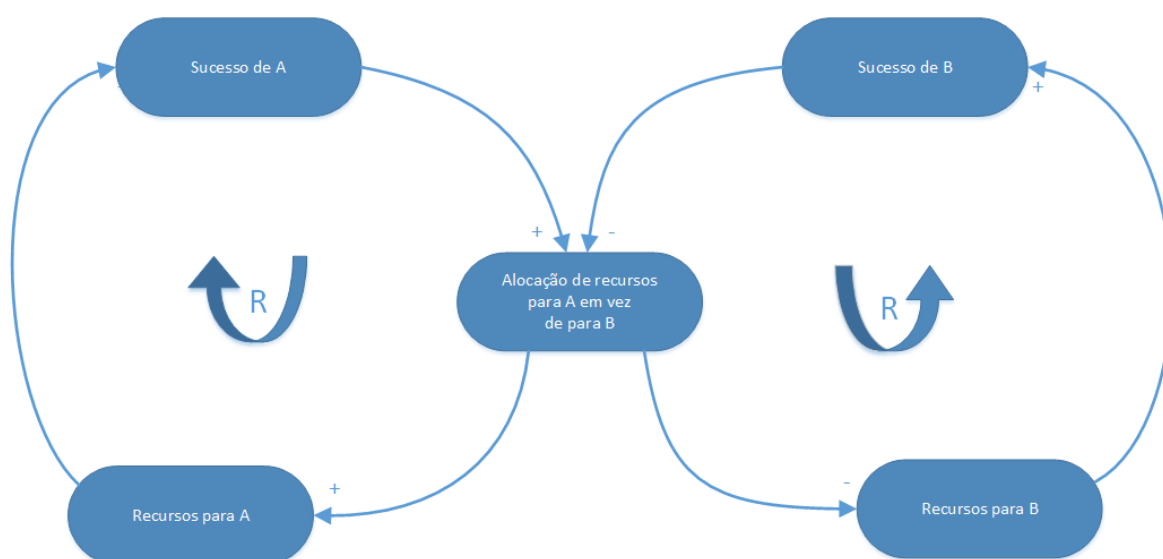 Sucesso de A
Sucesso de B
+
+
-
Alocação de recursos
para A em vez
de para B
R
R
+
-
Recursos para A
Recursos para B